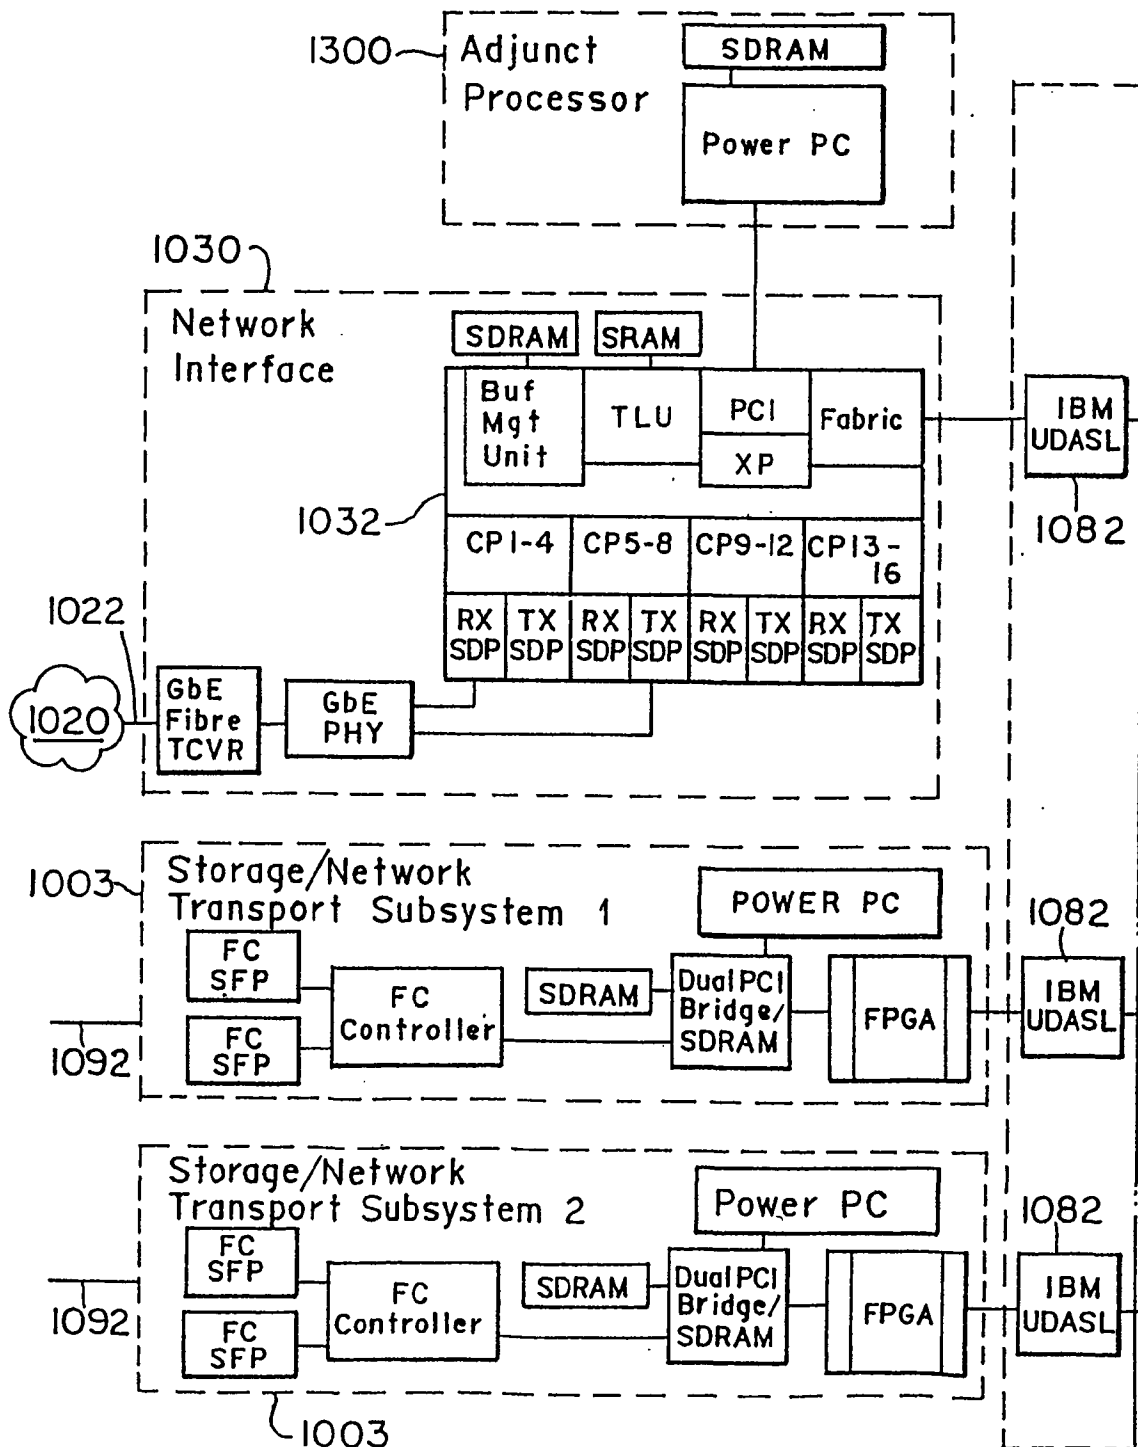 1300
Adjunct
Processor
SDRAM
Power PC
1030
Network
Interface
SDRAM
SRAM
Buf
Mgt
Unit
TLU
PCI
XP
Fabric
IBM
UDASL
1082
1032
CP1-4
CP5-8
CP9-12
CP13-
16
RX
SDP
TX
SDP
RX
SDP
TX
SDP
RX
SDP
TX
SDP
RX
SDP
TX
SDP
1022
1020
GbE
Fibre
TCVR
GbE
PHY
1003
Storage/Network
Transport Subsystem 1
POWER PC
1082
FC
SFP
FC
SFP
FC
Controller
SDRAM
Dual PCI
Bridge/
SDRAM
FPGA
IBM
UDASL
1092
Storage/Network
Transport Subsystem 2
Power PC
1082
FC
SFP
FC
SFP
FC
Controller
SDRAM
Dual PCI
Bridge/
SDRAM
FPGA
IBM
UDASL
1092
1003